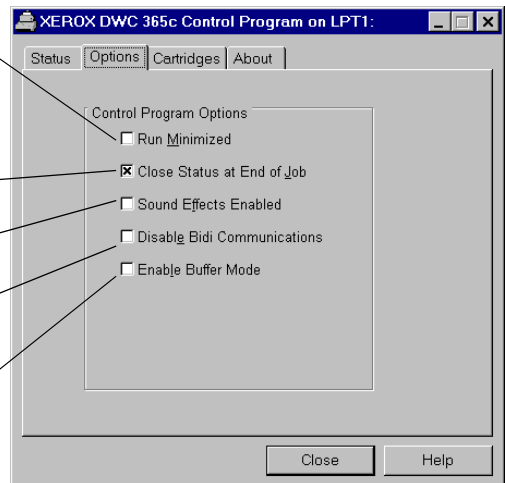 XEROX DWC 365c Control Program on LPT1:
Status Options Cartridges About
Control Program Options
Run Minimized
Close Status at End of Job
Sound Effects Enabled
Disable Bidi Communications
Enable Buffer Mode
Close Help